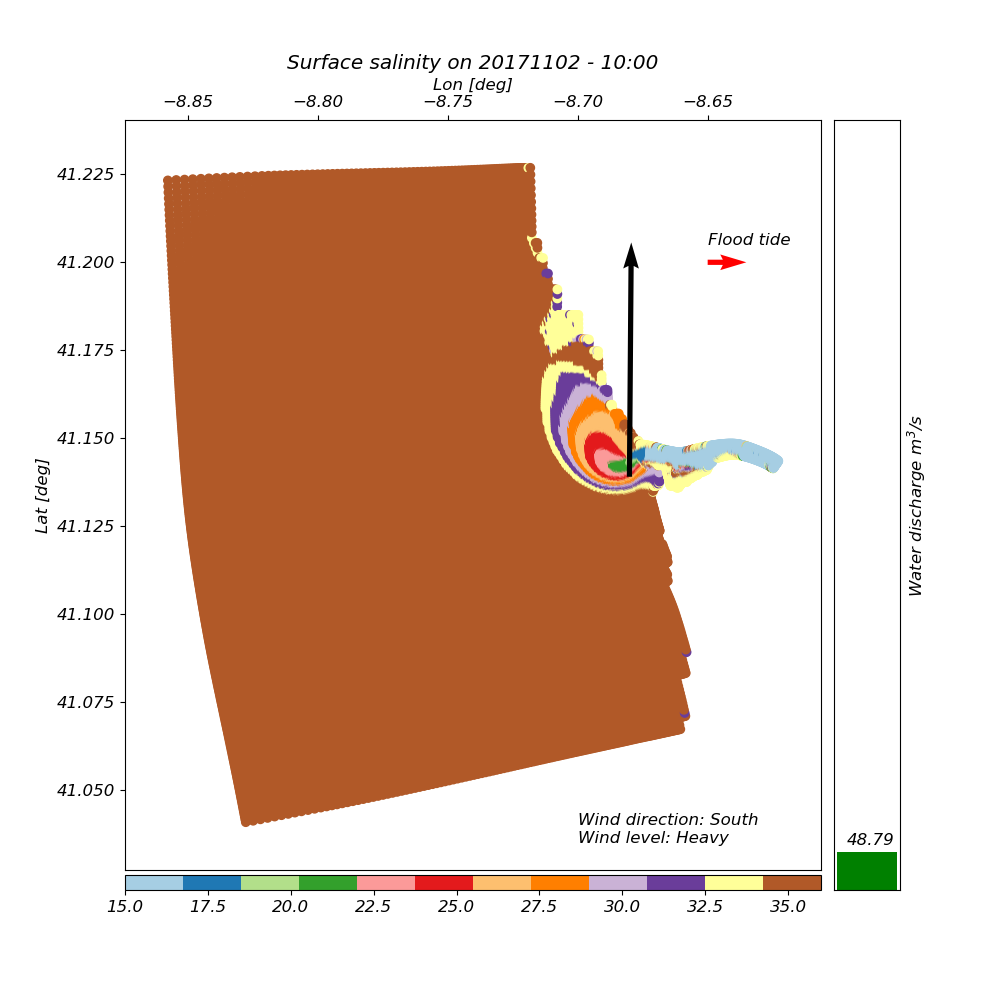 Surface salinity on 20171102 - 10:00
Lon [deg]
−8.85 −8.80 −8.75 −8.70 −8.65
41.225
41.200
41.175
41.150
41.125
41.100
41.075
41.050
Lat [deg]
Flood tide
Wind direction: South
Wind level: Heavy
Water discharge m³/s
48.79
15.0 17.5 20.0 22.5 25.0 27.5 30.0 32.5 35.0